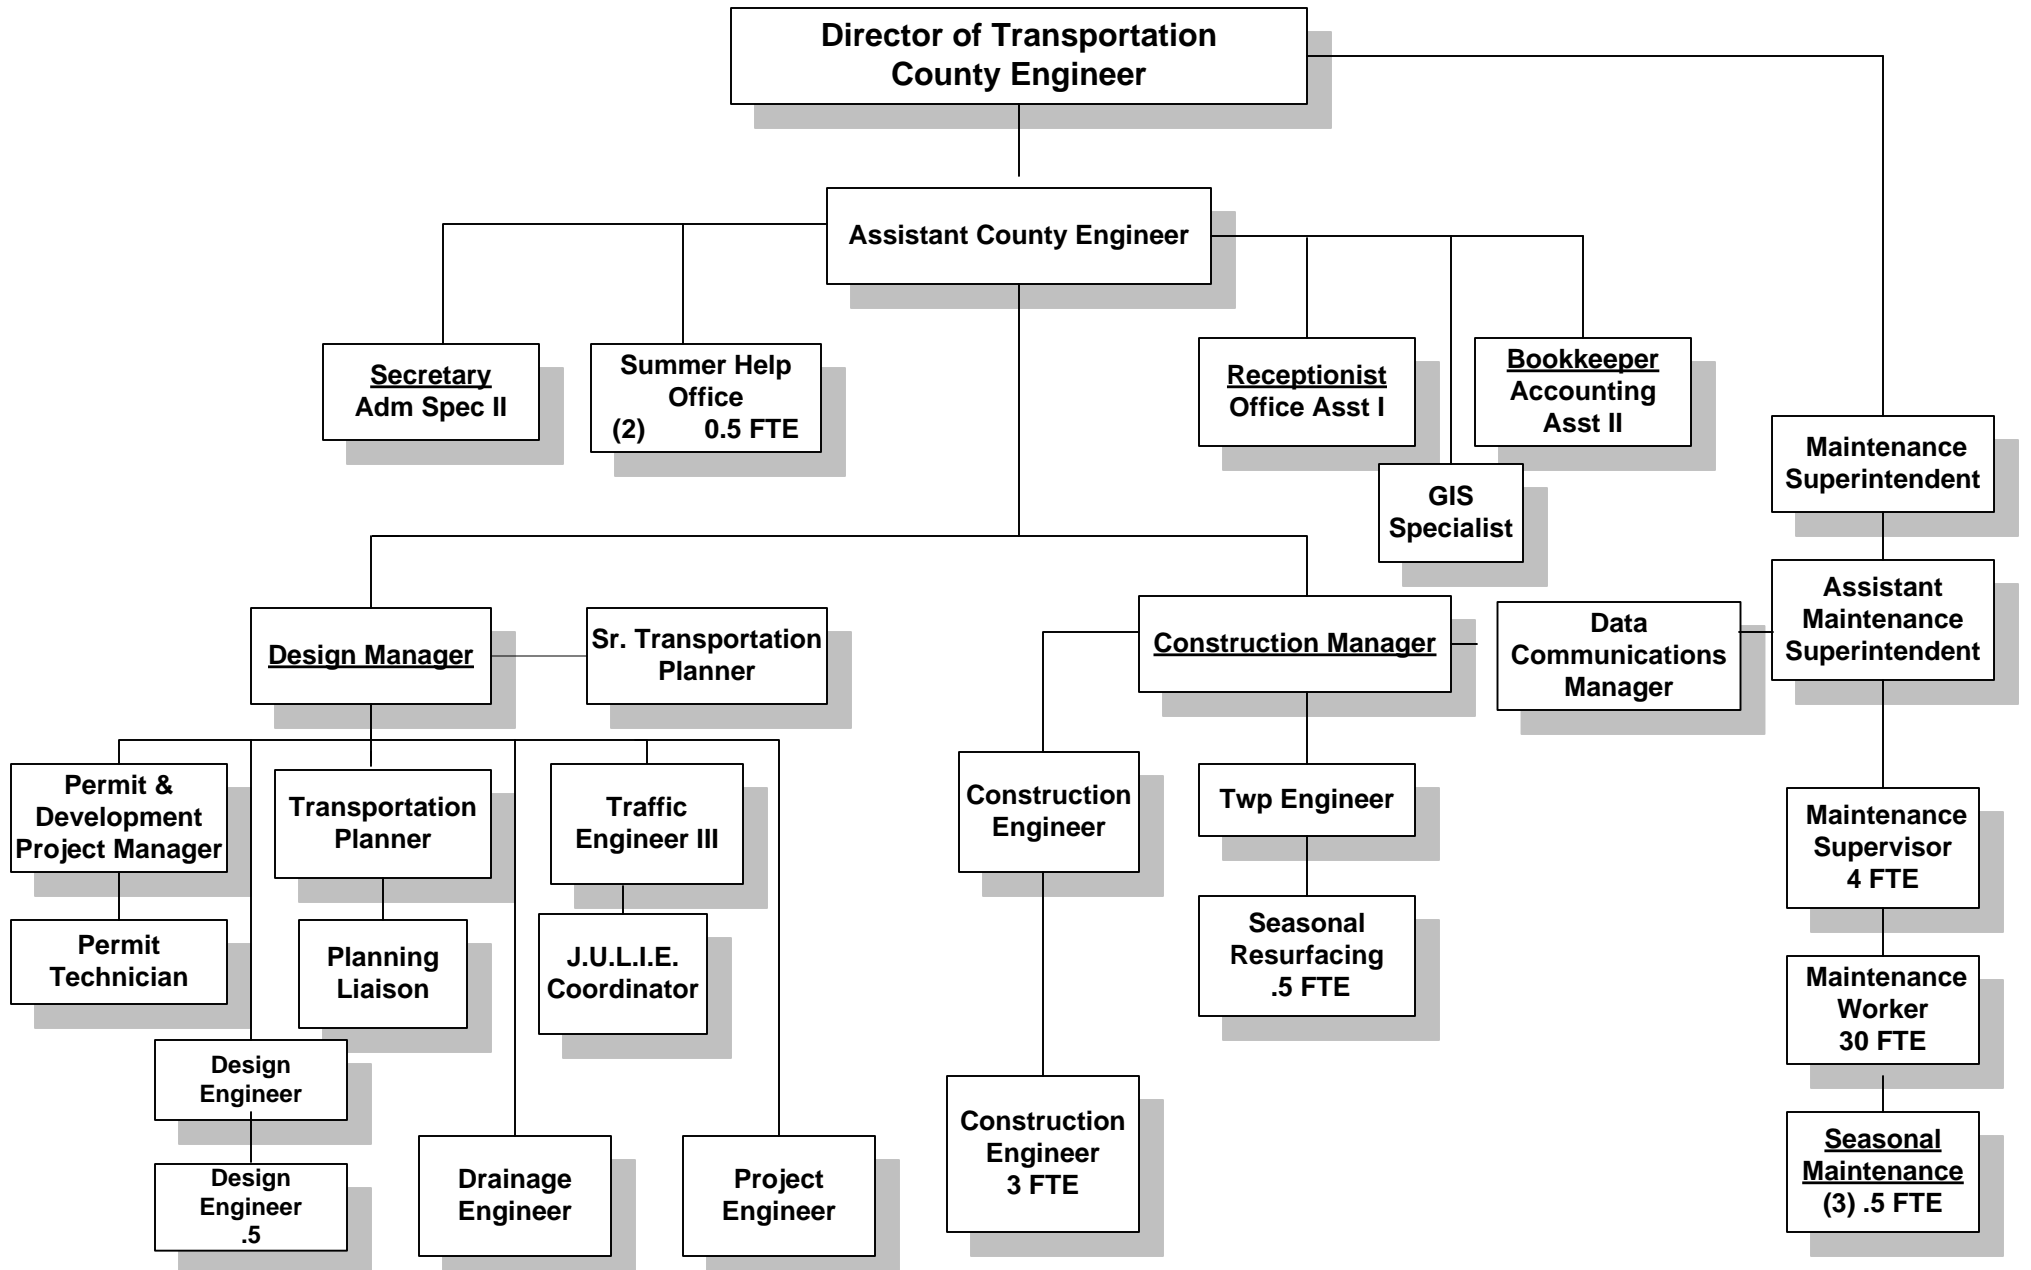 Director of Transportation
County Engineer
Assistant County Engineer
Secretary
Adm Spec II
Summer Help
Office
(2) 0.5 FTE
Receptionist
Office Asst I
Bookkeeper
Accounting
Asst II
GIS
Specialist
Maintenance
Superintendent
Design Manager
Sr. Transportation
Planner
Construction Manager
Data
Communications
Manager
Assistant
Maintenance
Superintendent
Permit &
Development
Project Manager
Transportation
Planner
Traffic
Engineer III
Construction
Engineer
Twp Engineer
Maintenance
Supervisor
4 FTE
Permit
Technician
Planning
Liaison
J.U.L.I.E.
Coordinator
Seasonal
Resurfacing
.5 FTE
Maintenance
Worker
30 FTE
Design
Engineer
Design
Engineer
.5
Drainage
Engineer
Project
Engineer
Construction
Engineer
3 FTE
Seasonal
Maintenance
(3) .5 FTE